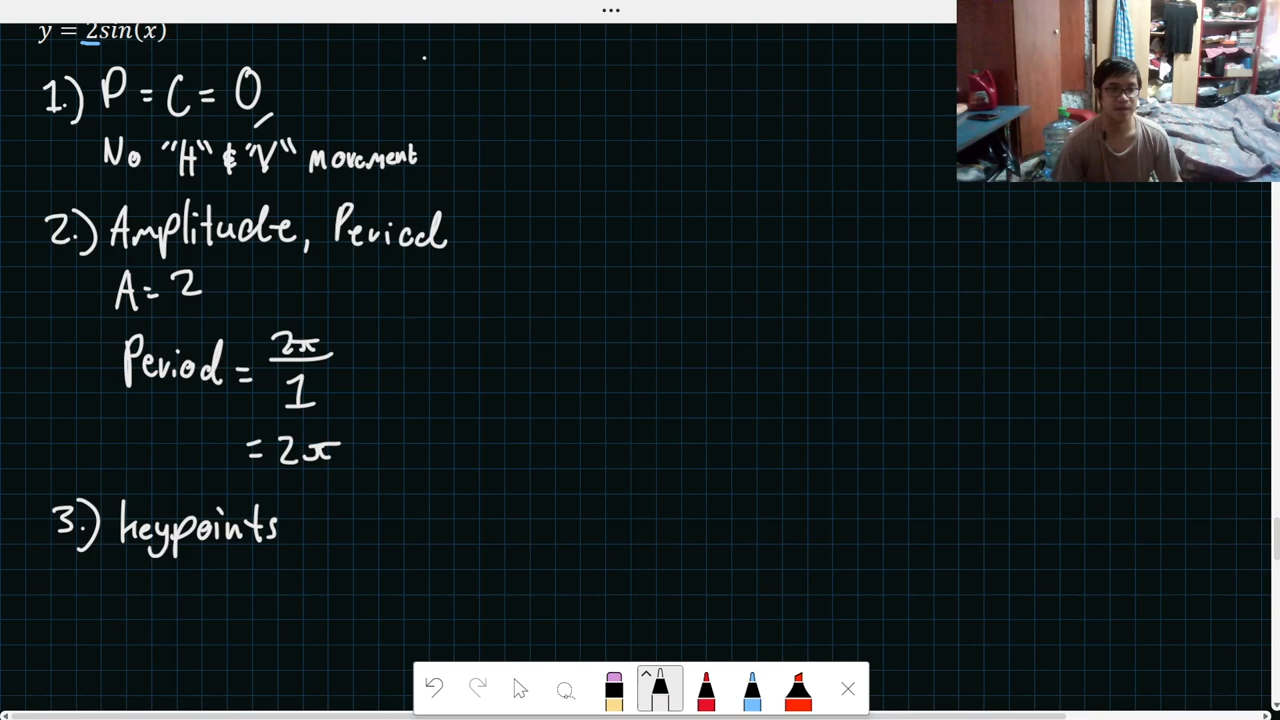 y = 2sin(x)
1.) P = C = 0
No "H" & "V" movement
2.) Amplitude, Period
A = 2
Period = 2π/1
= 2π
3.) keypoints